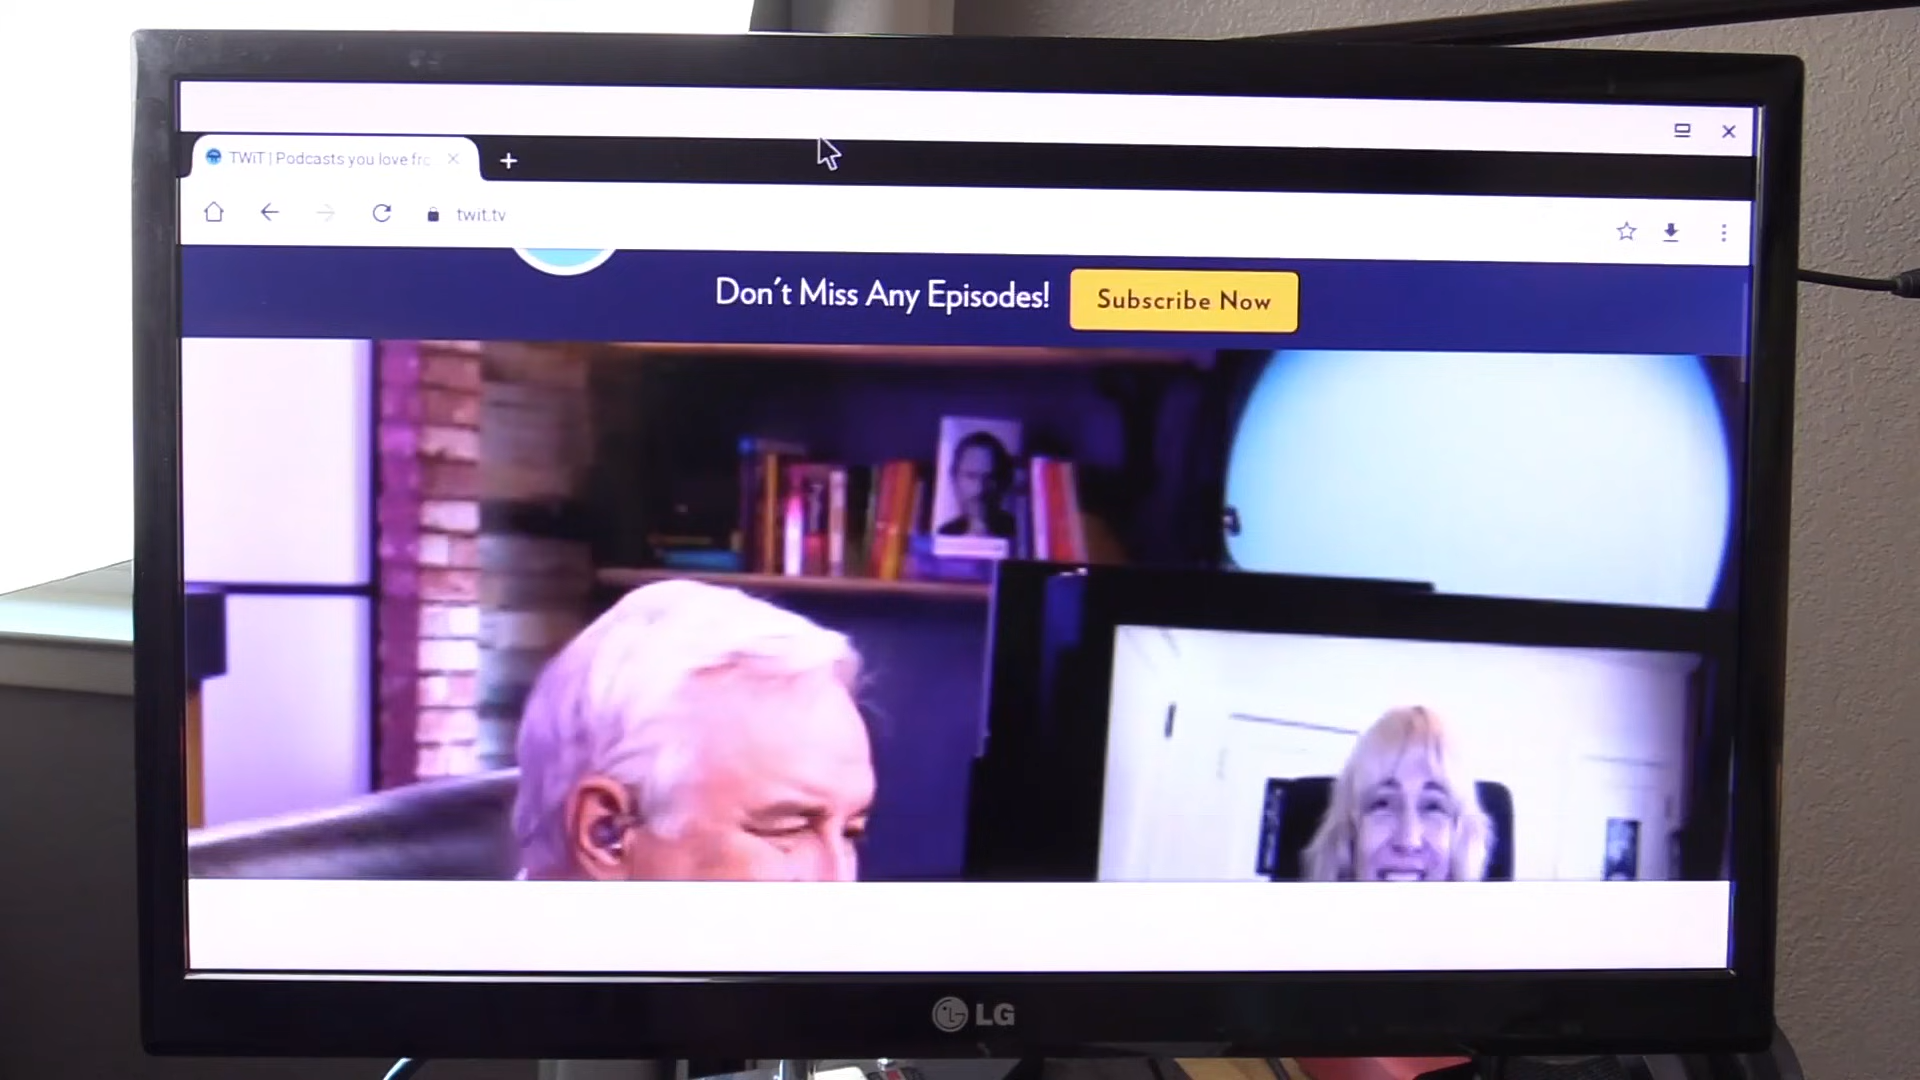 TWiT | Podcasts you love fro
twit.tv
Don't Miss Any Episodes!
Subscribe Now
LG